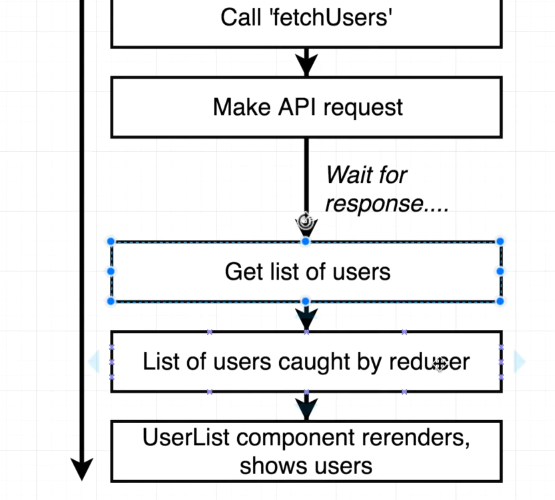 Call 'fetchUsers'
Make API request
Wait for
response....
Get list of users
List of users caught by reducer
UserList component rerenders,
shows users